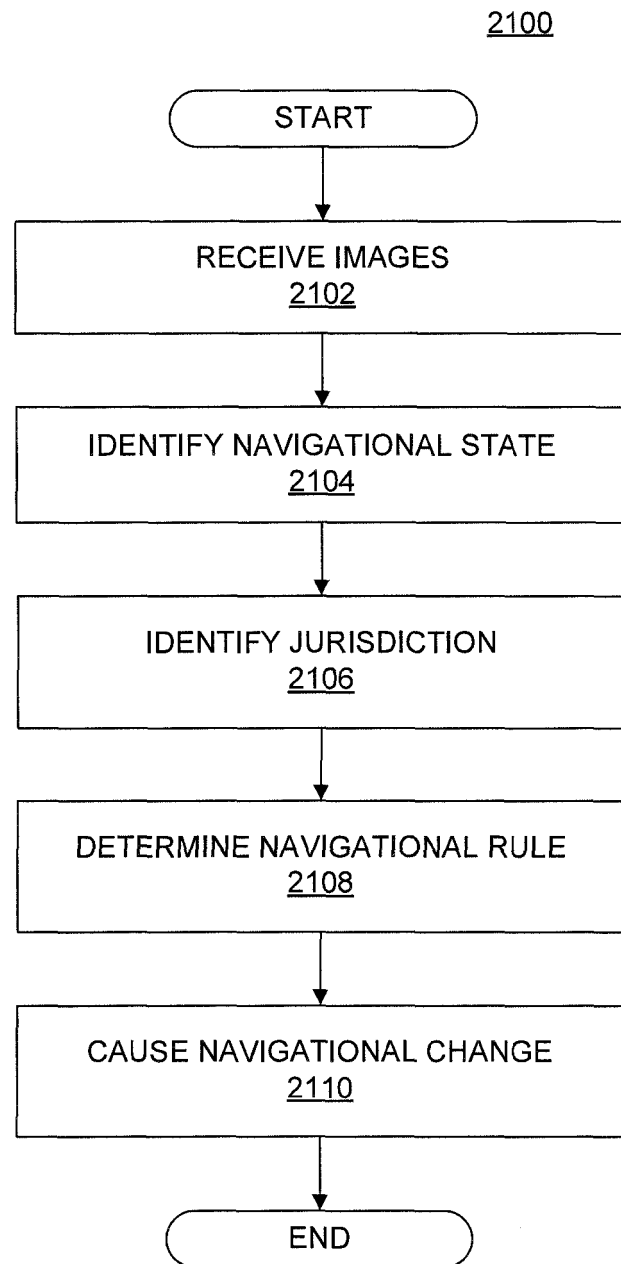 2100
START
RECEIVE IMAGES
2102
IDENTIFY NAVIGATIONAL STATE
2104
IDENTIFY JURISDICTION
2106
DETERMINE NAVIGATIONAL RULE
2108
CAUSE NAVIGATIONAL CHANGE
2110
END